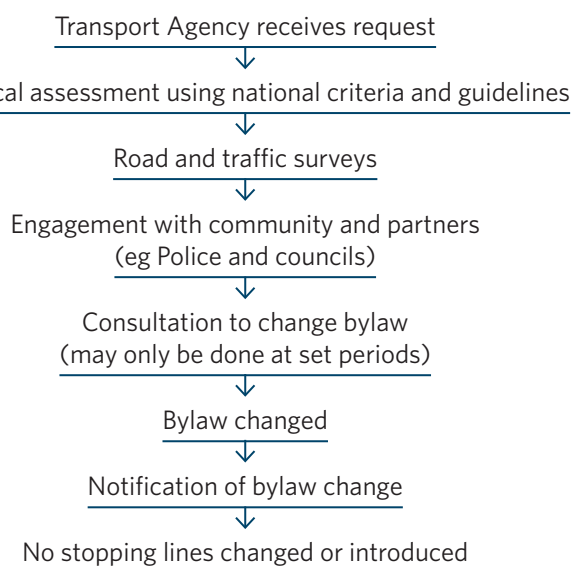 Transport Agency receives request
assessment using national criteria and guidelines
Road and traffic surveys
Engagement with community and partners
(eg Police and councils)
Consultation to change bylaw
(may only be done at set periods)
Bylaw changed
Notification of bylaw change
No stopping lines changed or introduced